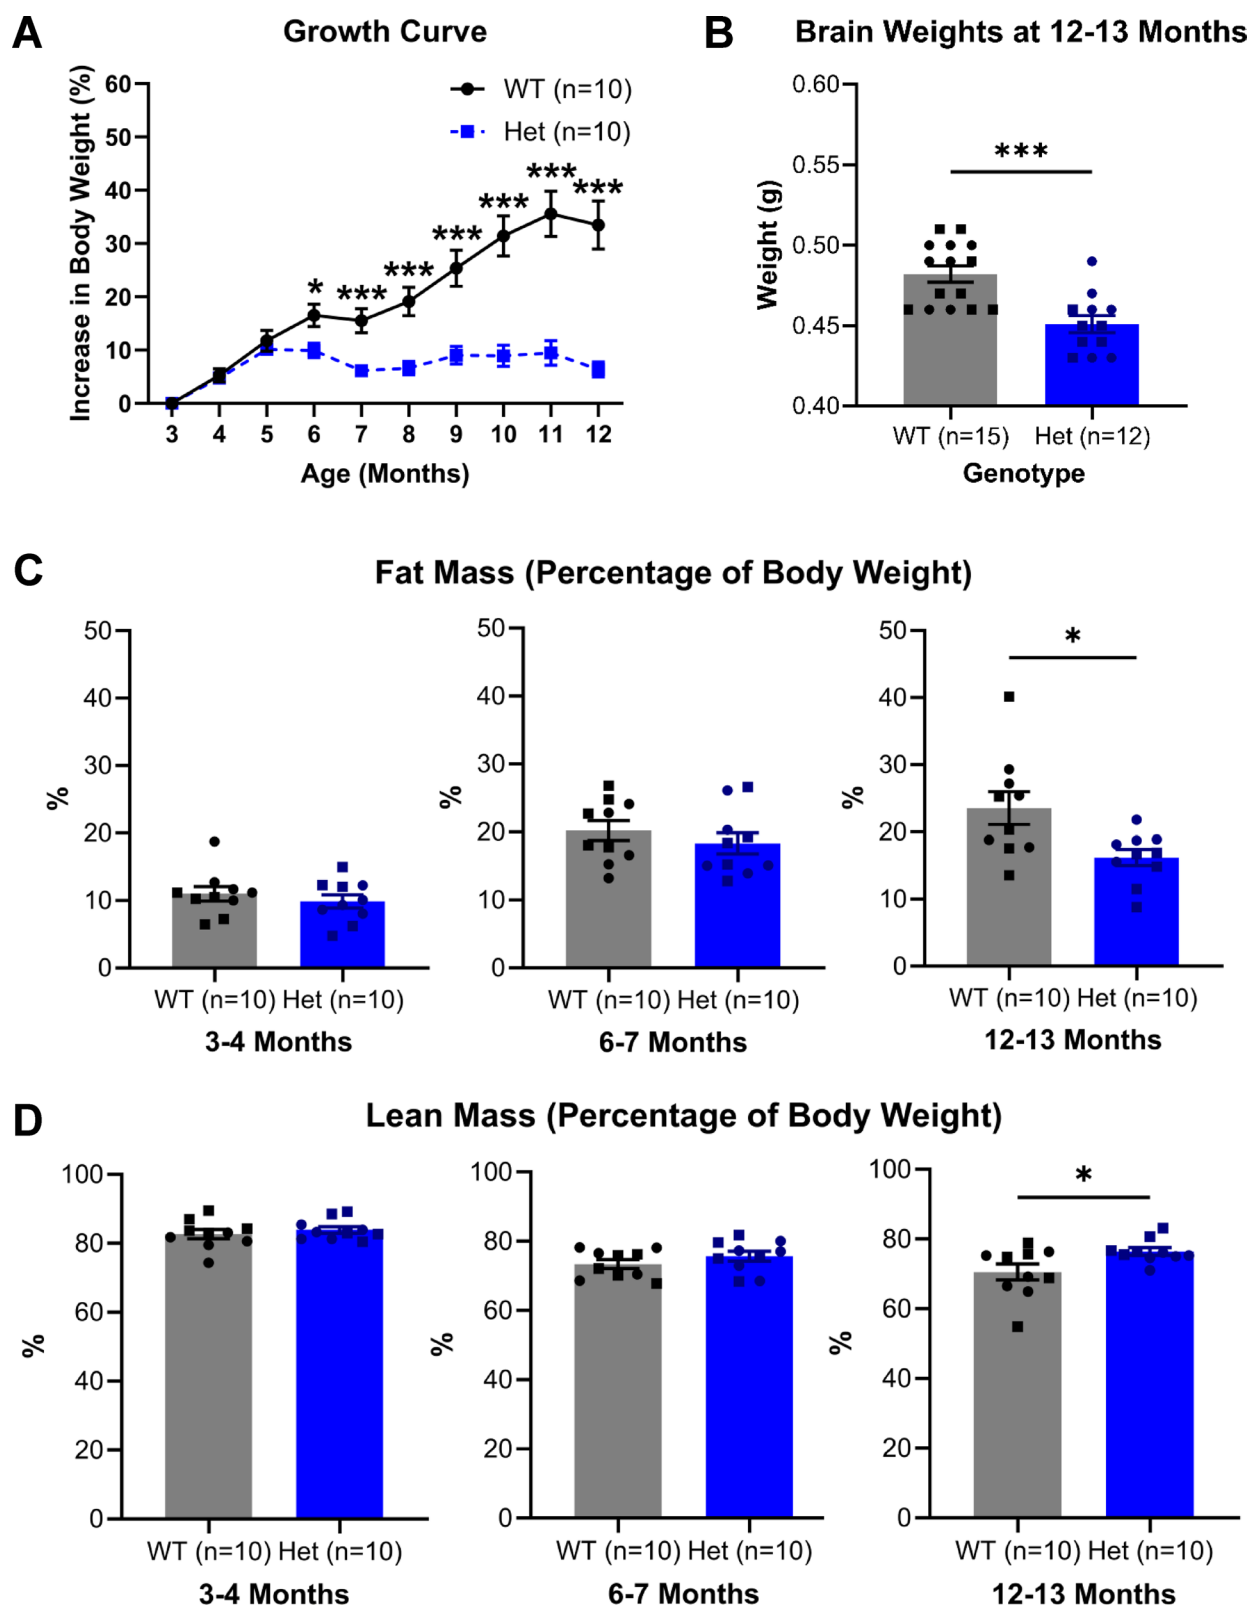 A
Growth Curve
Increase in Body Weight (%)
60
50
40
30
20
10
0
WT (n=10)
Het (n=10)
*
***
***
***
***
***
***
3 4 5 6 7 8 9 10 11 12
Age (Months)
B
Brain Weights at 12-13 Months
Weight (g)
0.60
0.55
0.50
0.45
0.40
***
WT (n=15) Het (n=12)
Genotype
C
Fat Mass (Percentage of Body Weight)
%
50
40
30
20
10
0
WT (n=10) Het (n=10)
3-4 Months
%
50
40
30
20
10
0
WT (n=10) Het (n=10)
6-7 Months
%
50
40
30
20
10
0
*
WT (n=10) Het (n=10)
12-13 Months
D
Lean Mass (Percentage of Body Weight)
%
100
80
60
40
20
0
WT (n=10) Het (n=10)
3-4 Months
%
100
80
60
40
20
0
WT (n=10) Het (n=10)
6-7 Months
%
100
80
60
40
20
0
*
WT (n=10) Het (n=10)
12-13 Months